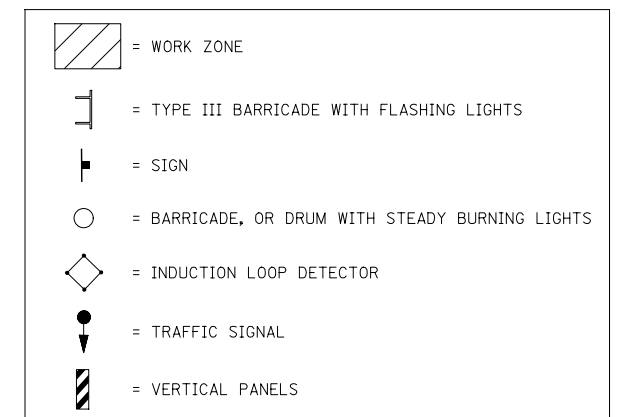 = WORK ZONE
= TYPE III BARRICADE WITH FLASHING LIGHTS
= SIGN
= BARRICADE, OR DRUM WITH STEADY BURNING LIGHTS
= INDUCTION LOOP DETECTOR
= TRAFFIC SIGNAL
= VERTICAL PANELS